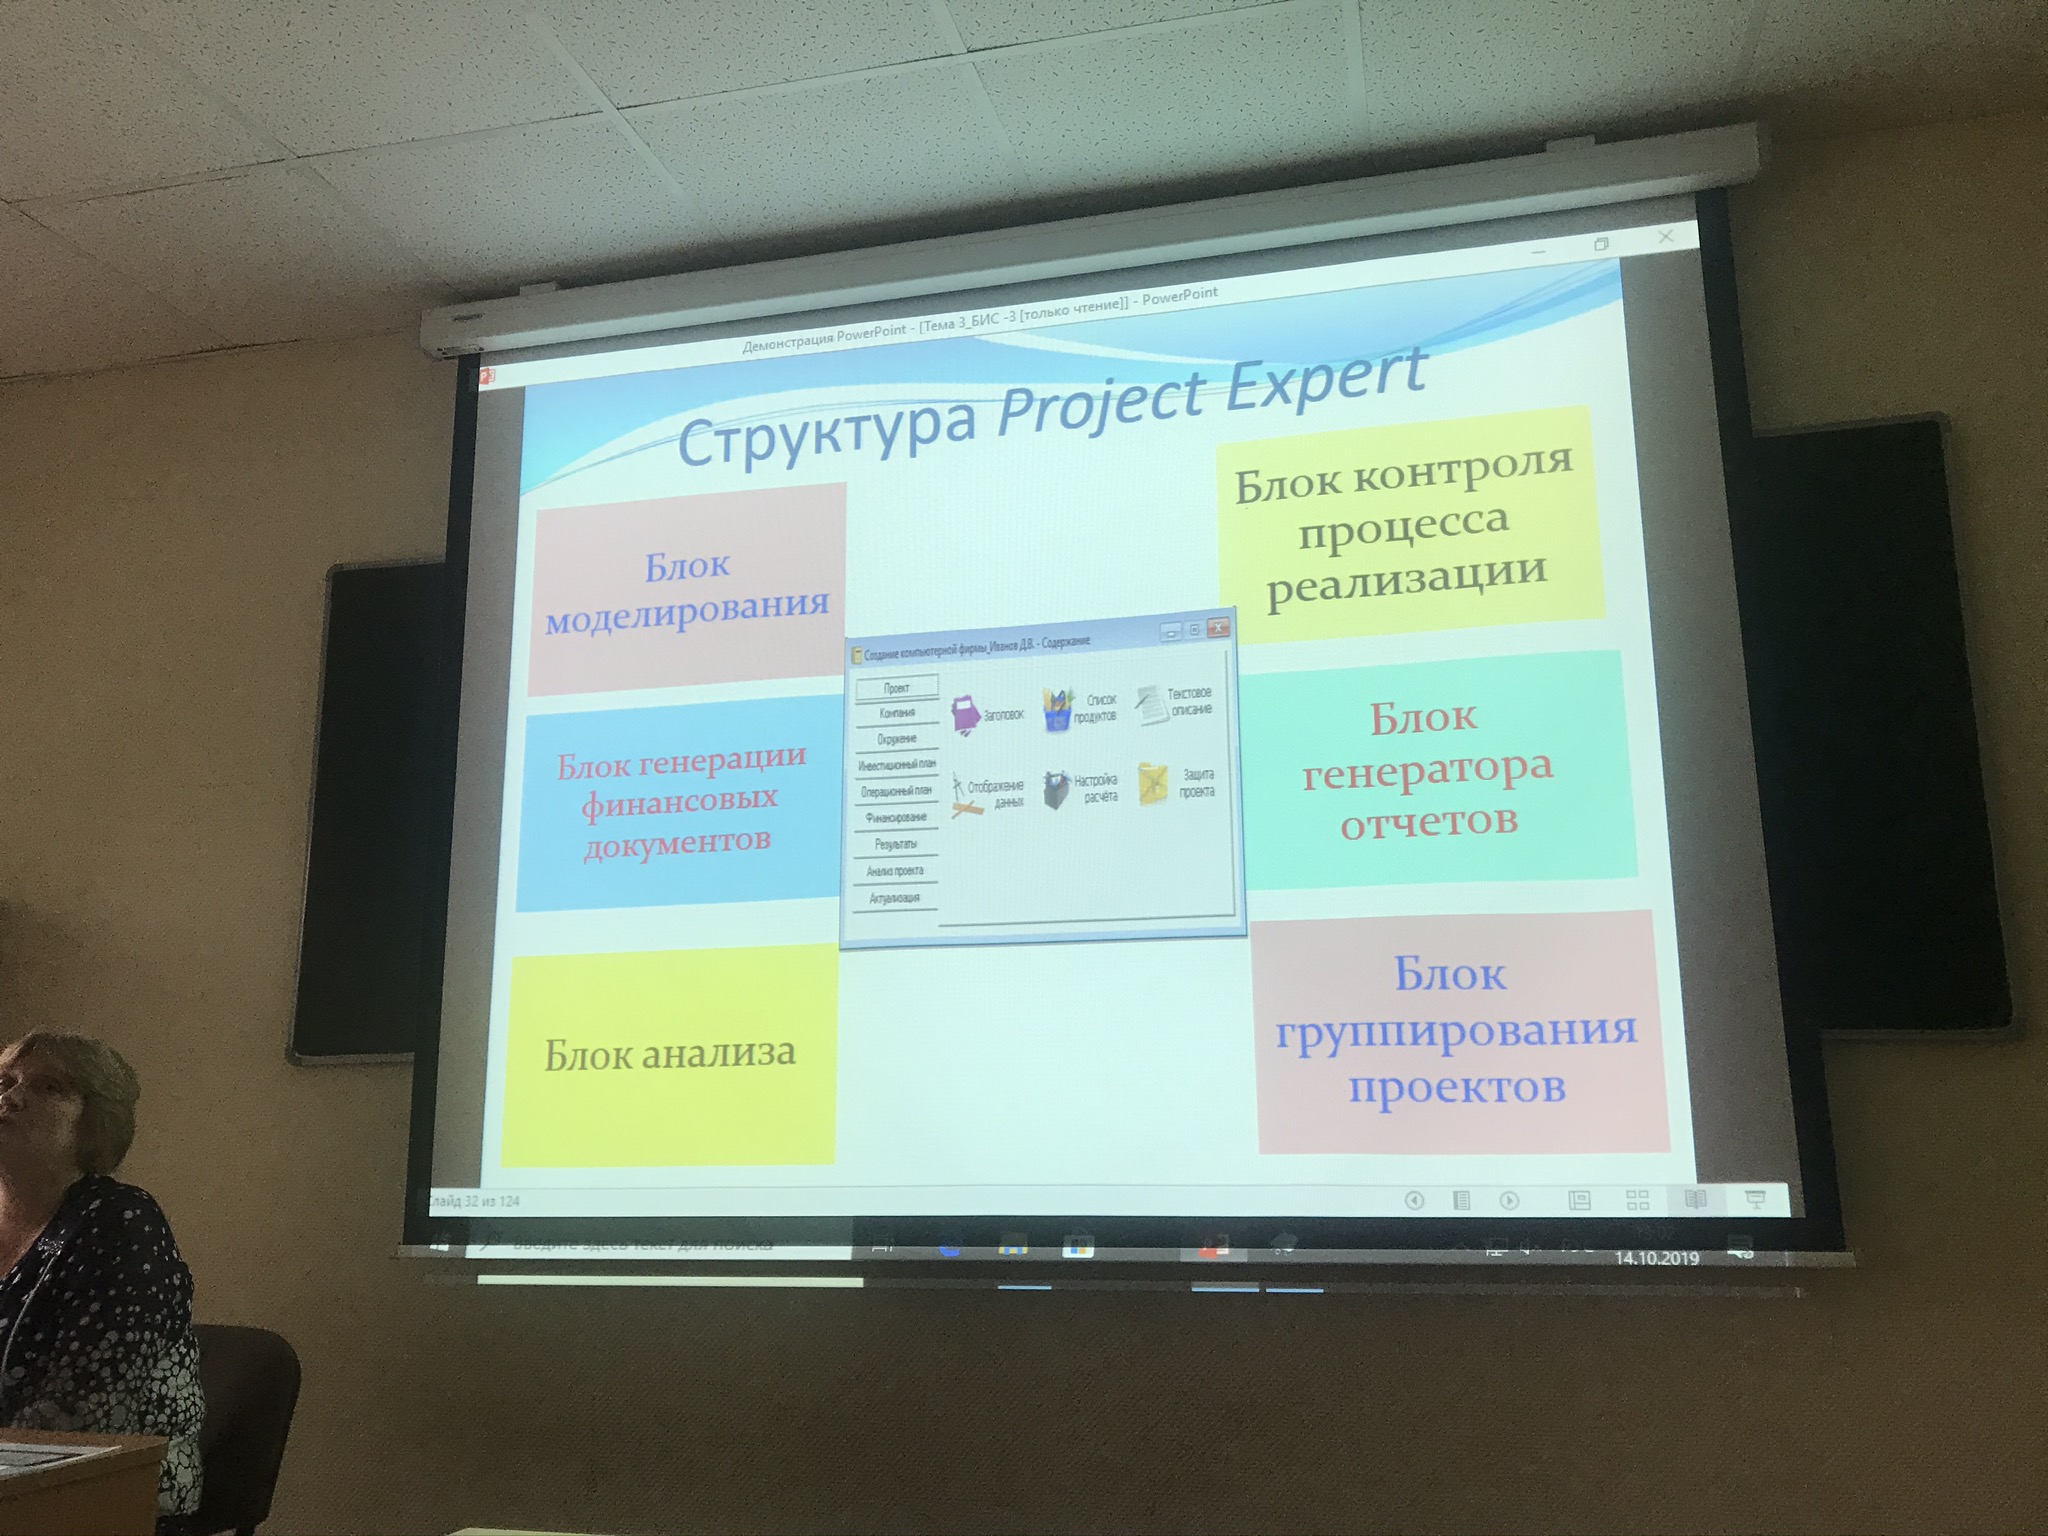 Демонстрация PowerPoint - [Тема 3_БИС -3 [только чтение]] - PowerPoint
Структура Project Expert
Блок
моделирования
Блок генерации
финансовых
документов
Блок анализа
Создание компьютерной фирмы_Иванов Д.В. - Содержание
Проект
Компания
Окружение
Инвестиционный план
Операционный план
Финансирование
Результаты
Анализ проекта
Актуализация
Заголовок
Список
продуктов
Текстовое
описание
Отображение
данных
Настройка
расчёта
Защита
проекта
Блок контроля
процесса
реализации
Блок
генератора
отчетов
Блок
группирования
проектов
Слайд 32 из 124
Введите здесь текст для поиска
14.10.2019